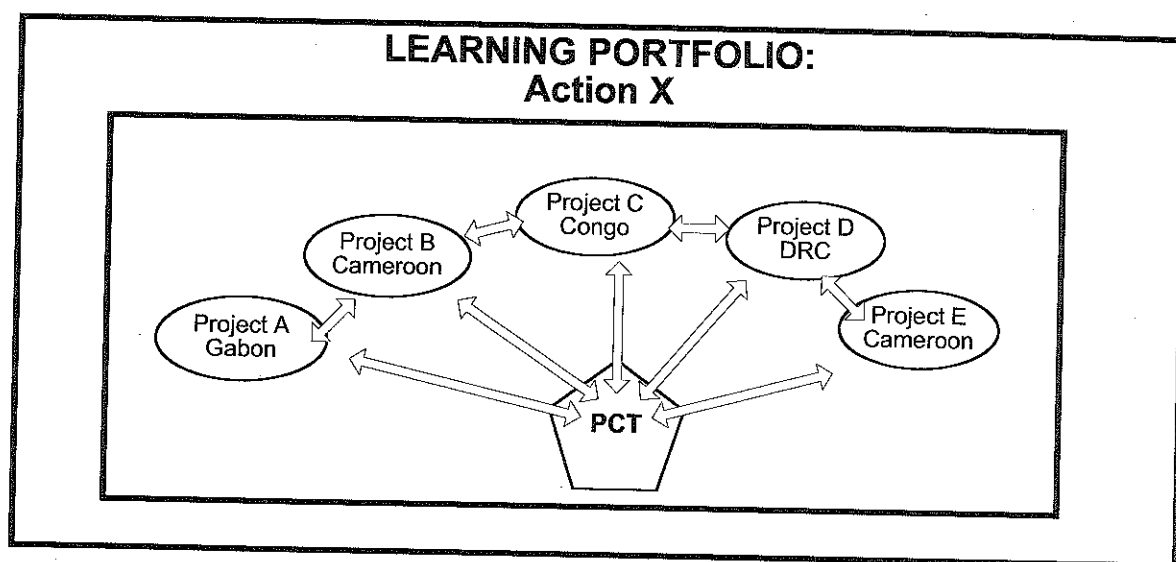 LEARNING PORTFOLIO:
Action X
Project C
Congo
Project B
Cameroon
Project D
DRC
Project A
Gabon
Project E
Cameroon
PCT